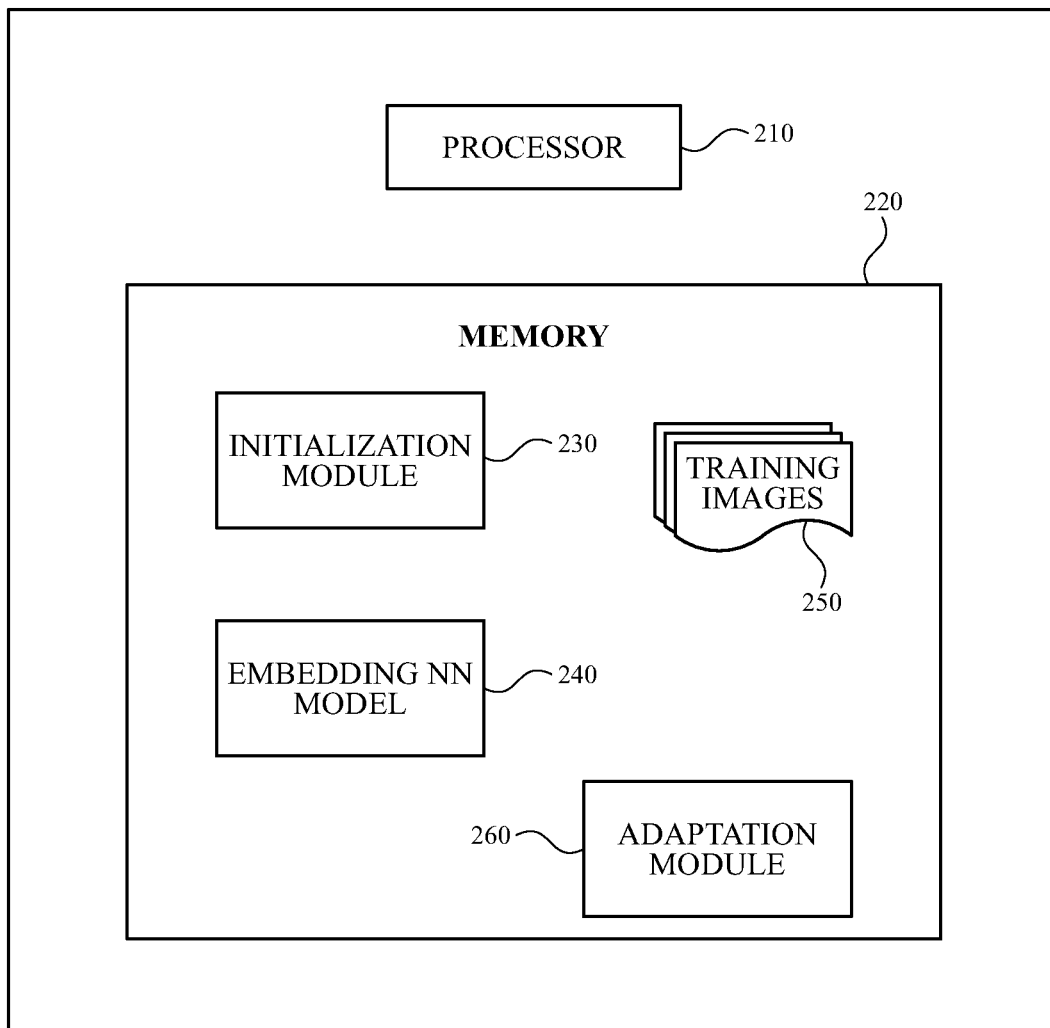 PROCESSOR
210
220
MEMORY
INITIALIZATION
MODULE
230
TRAINING
IMAGES
250
EMBEDDING NN
MODEL
240
260
ADAPTATION
MODULE